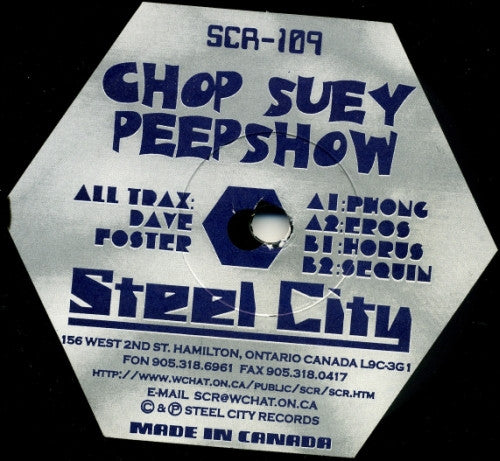 SCR-109
CHOP SUEY
PEEPSHOW
ALL TRAX:
DAVE
FOSTER
A1:PHONG
A2:EROS
B1:HORUS
B2:SEQUIN
Steel City
156 WEST 2ND ST. HAMILTON, ONTARIO CANADA L9C-3G1
FON 905.318.6961 FAX 905.318.0417
HTTP://WWW.WCHAT.ON.CA/PUBLIC/SCR/SCR.HTM
E-MAIL SCR@WCHAT.ON.CA
© & ℗ STEEL CITY RECORDS
MADE IN CANADA